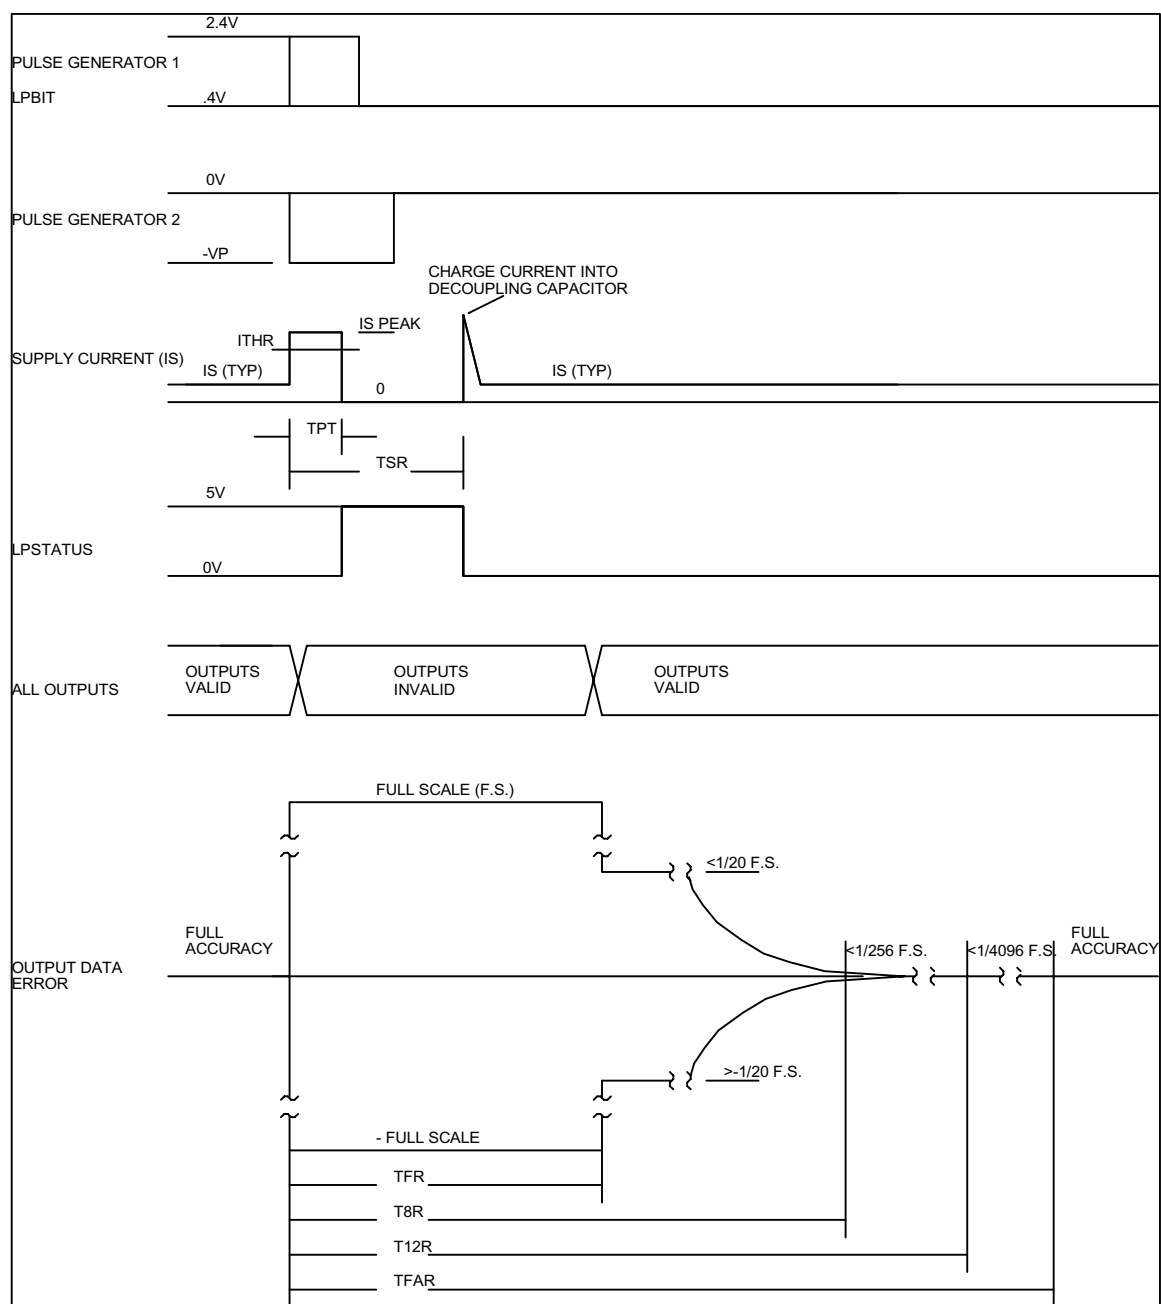 2.4V
PULSE GENERATOR 1
LPBIT
.4V
0V
PULSE GENERATOR 2
-VP
CHARGE CURRENT INTO
DECOUPLING CAPACITOR
IS PEAK
ITHR
SUPPLY CURRENT (IS)
IS (TYP)
IS (TYP)
0
TPT
TSR
5V
LPSTATUS
0V
ALL OUTPUTS
OUTPUTS
VALID
OUTPUTS
INVALID
OUTPUTS
VALID
FULL SCALE (F.S.)
<1/20 F.S.
FULL
ACCURACY
<1/256 F.S.
<1/4096 F.S.
FULL
ACCURACY
OUTPUT DATA
ERROR
>-1/20 F.S.
- FULL SCALE
TFR
T8R
T12R
TFAR